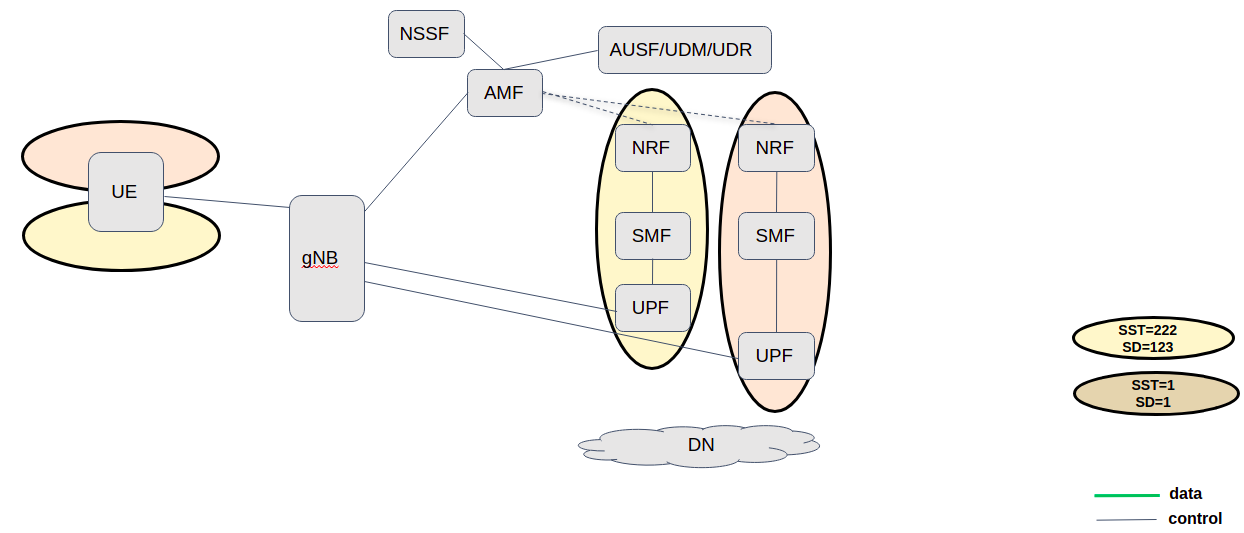 NSSF
AUSF/UDM/UDR
AMF
NRF
NRF
UE
SMF
SMF
gNB
UPF
SST=222
SD=123
UPF
SST=1
SD=1
DN
data
control